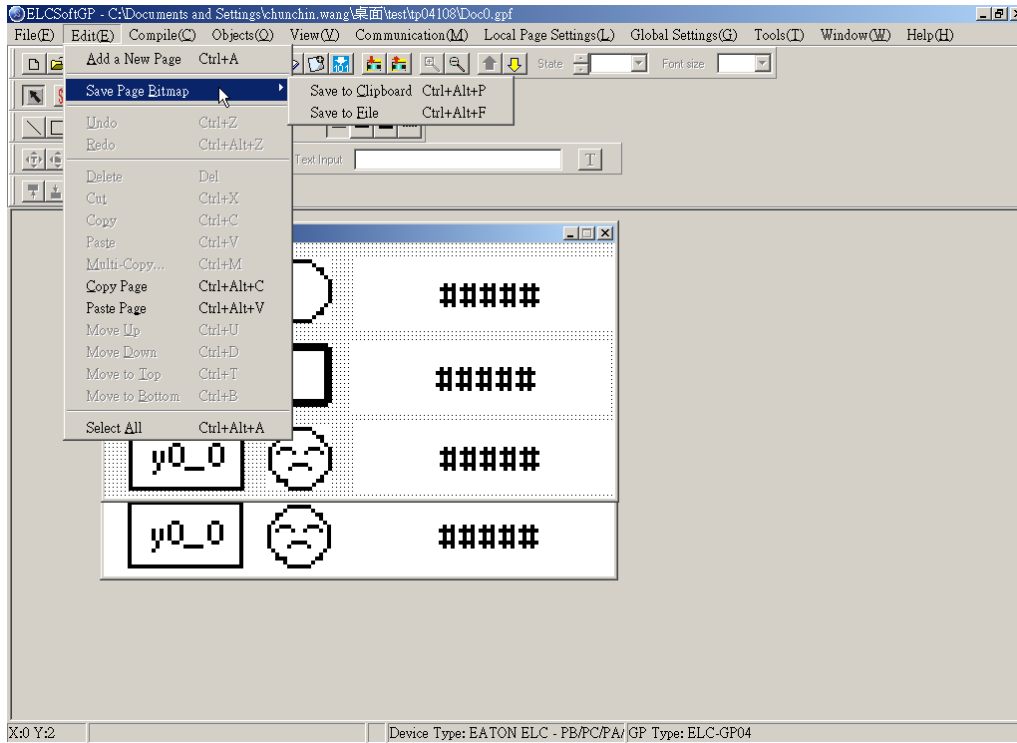 ELCSoftGP - C:\Documents and Settings\chunchin.wang\桌面\test\tp04108\Doc0.gpf
File(F) Edit(E) Compile(C) Objects(O) View(V) Communication(M) Local Page Settings(L) Global Settings(G) Tools(T) Window(W) Help(H)
Add a New Page Ctrl+A
State Font size
Save Page Bitmap
Save to Clipboard Ctrl+Alt+P
Save to File Ctrl+Alt+F
Undo Ctrl+Z
Redo Ctrl+Alt+Z
Text Input T
Delete Del
Cut Ctrl+X
Copy Ctrl+C
Paste Ctrl+V
Multi-Copy... Ctrl+M
Copy Page Ctrl+Alt+C
Paste Page Ctrl+Alt+V
Move Up Ctrl+U
Move Down Ctrl+D
Move to Top Ctrl+T
Move to Bottom Ctrl+B
Select All Ctrl+Alt+A
#####
#####
y0_0 #####
y0_0 #####
X:0 Y:2 Device Type: EATON ELC - PB/PC/PA/ GP Type: ELC-GP04